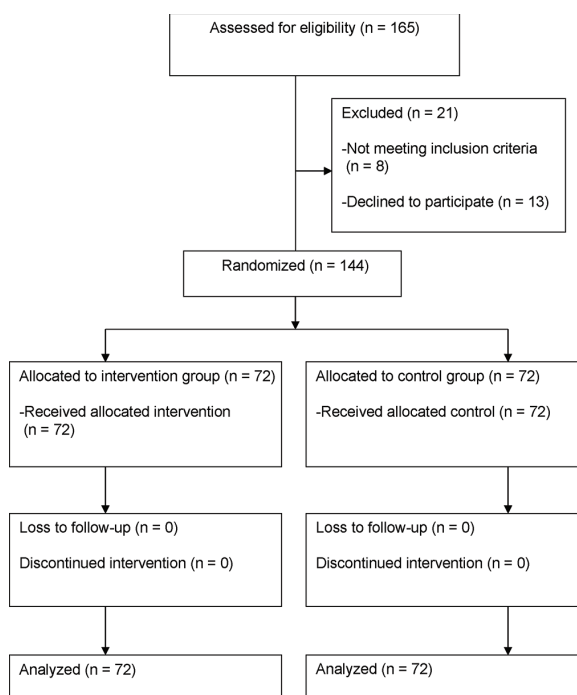 Assessed for eligibility (n = 165)
Excluded (n = 21)
-Not meeting inclusion criteria
(n = 8)
-Declined to participate (n = 13)
Randomized (n = 144)
Allocated to intervention group (n = 72)
-Received allocated intervention
(n = 72)
Allocated to control group (n = 72)
-Received allocated control (n = 72)
Loss to follow-up (n = 0)
Discontinued intervention (n = 0)
Loss to follow-up (n = 0)
Discontinued intervention (n = 0)
Analyzed (n = 72)
Analyzed (n = 72)